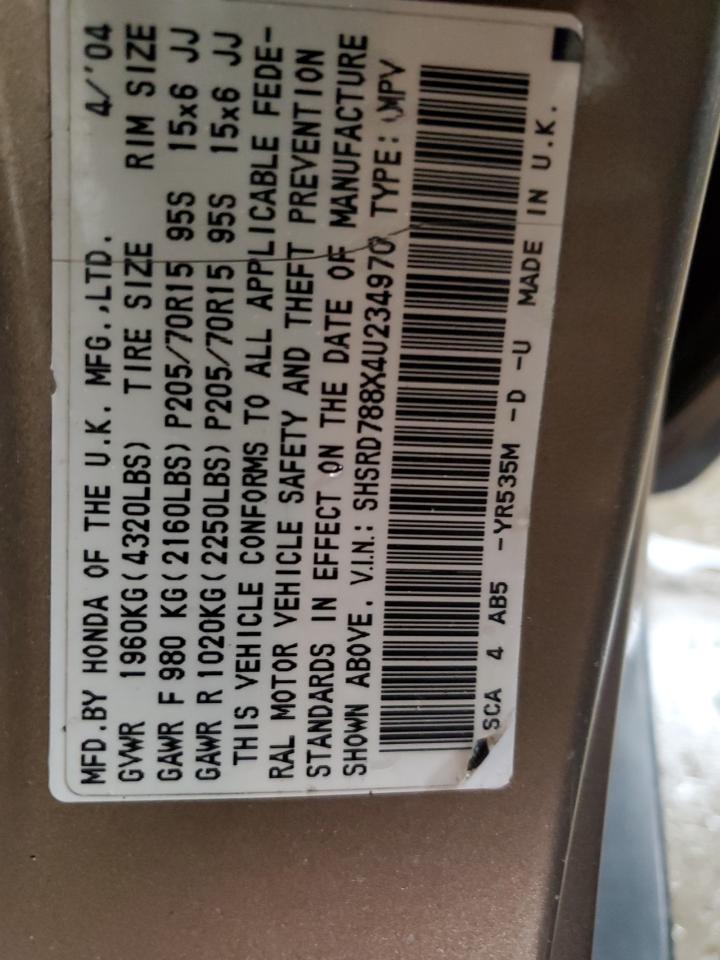 MFD. BY HONDA OF THE U.K. MFG., LTD. 4/'04
GVWR 1960KG(4320LBS) TIRE SIZE RIM SIZE
GAWR F 980 KG(2160LBS) P205/70R15 95S 15x6 JJ
GAWR R 1020KG(2250LBS) P205/70R15 95S 15x6 JJ
THIS VEHICLE CONFORMS TO ALL APPLICABLE FEDE-
RAL MOTOR VEHICLE SAFETY AND THEFT PREVENTION
STANDARDS IN EFFECT ON THE DATE OF MANUFACTURE
SHOWN ABOVE. V.I.N.: SHSRD788X4U234970 TYPE: MPV
SCA 4 AB5 -YR535M -D -U MADE IN U.K.